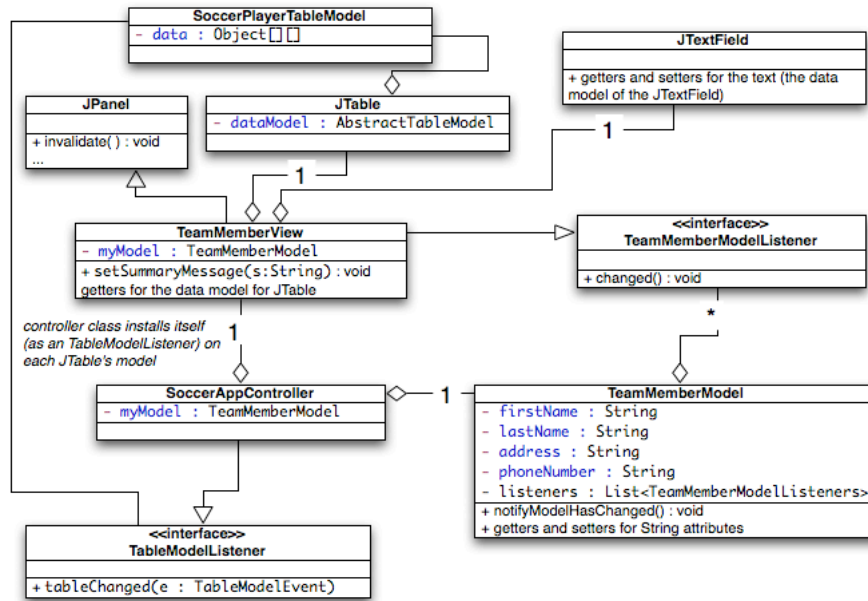 SoccerPlayerTableModel
- data : Object[][]
JTextField
+ getters and setters for the text (the data
model of the JTextField)
JPanel
+ invalidate( ) : void
...
JTable
- dataModel : AbstractTableModel
1
1
TeamMemberView
- myModel : TeamMemberModel
+ setSummaryMessage(s:String) : void
getters for the data model for JTable
<<interface>>
TeamMemberModelListener
+ changed() : void
controller class installs itself
(as an TableModelListener) on
each JTable's model
1
*
SoccerAppController
- myModel : TeamMemberModel
1
TeamMemberModel
- firstName : String
- lastName : String
- address : String
- phoneNumber : String
- listeners : List<TeamMemberModelListeners>
+ notifyModelHasChanged() : void
+ getters and setters for String attributes
<<interface>>
TableModelListener
+ tableChanged(e : TableModelEvent)